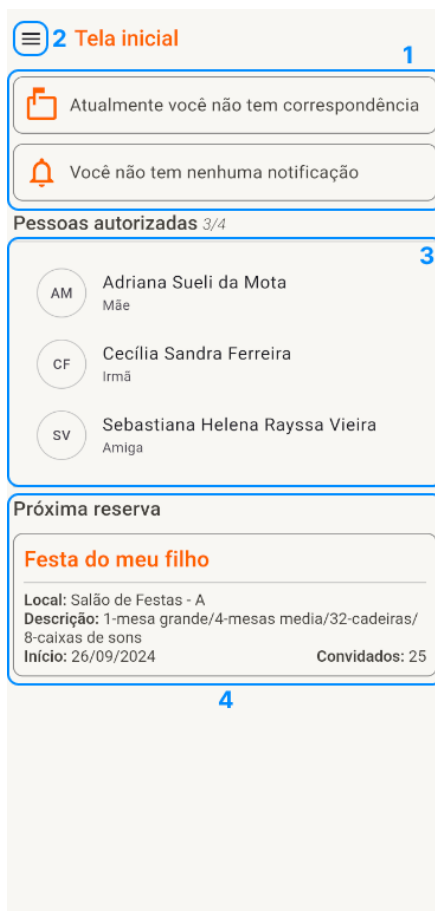 2 Tela inicial
1
Atualmente você não tem correspondência
Você não tem nenhuma notificação
Pessoas autorizadas 3/4
3
AM
Adriana Sueli da Mota
Mãe
CF
Cecília Sandra Ferreira
Irmã
SV
Sebastiana Helena Rayssa Vieira
Amiga
Próxima reserva
Festa do meu filho
Local: Salão de Festas - A
Descrição: 1-mesa grande/4-mesas media/32-cadeiras/
8-caixas de sons
Início: 26/09/2024 Convidados: 25
4